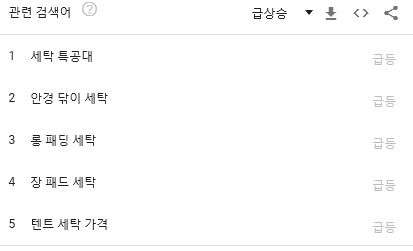 관련 검색어
급상승
1 세탁 특공대 급등
2 안경 닦이 세탁 급등
3 롱 패딩 세탁 급등
4 장 패드 세탁 급등
5 텐트 세탁 가격 급등